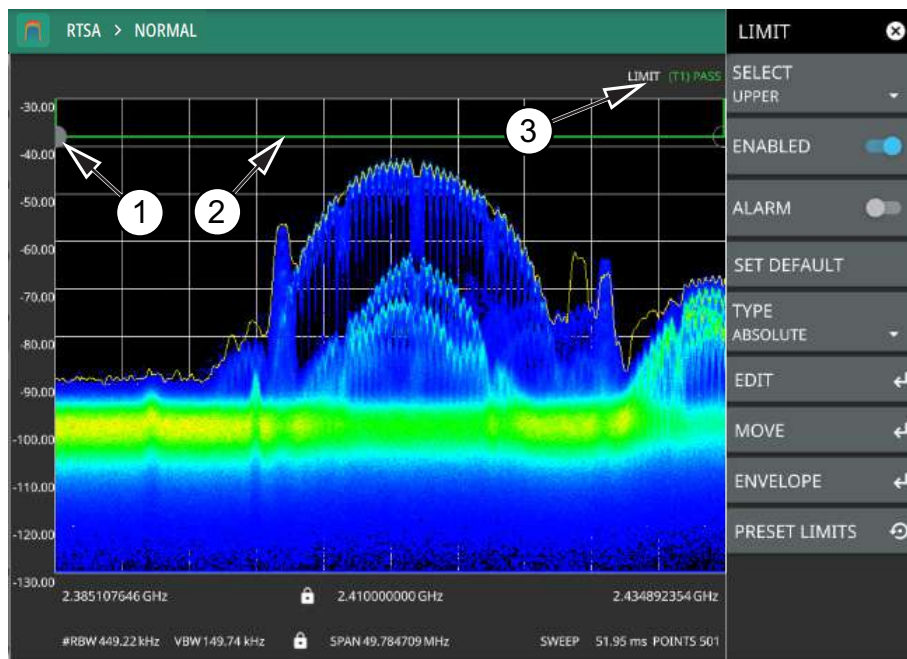 RTSA > NORMAL
LIMIT
LIMIT (T1) PASS
SELECT
UPPER
-30.00
3
ENABLED
-40.00
-50.00
1
2
ALARM
-60.00
SET DEFAULT
-70.00
TYPE
ABSOLUTE
-80.00
EDIT
-90.00
MOVE
-100.00
ENVELOPE
-110.00
PRESET LIMITS
-120.00
-130.00
2.385107646 GHz 2.410000000 GHz 2.434892354 GHz
#RBW 449.22 kHz VBW 149.74 kHz SPAN 49.784709 MHz SWEEP 51.95 ms POINTS 501